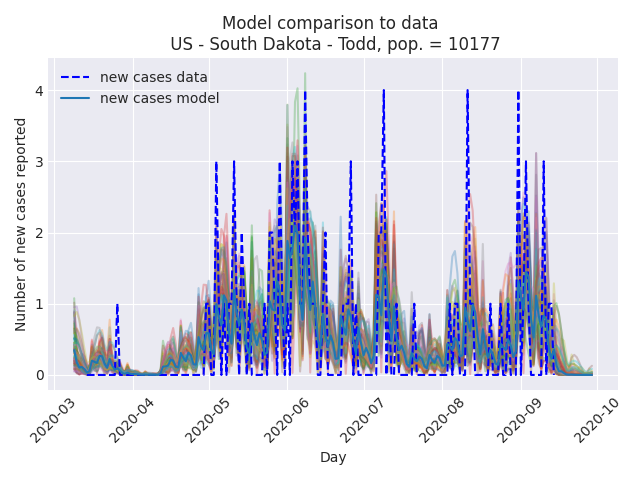 Model comparison to data
US - South Dakota - Todd, pop. = 10177
new cases data
new cases model
Number of new cases reported
4
3
2
1
0
2020-03
2020-04
2020-05
2020-06
2020-07
2020-08
2020-09
2020-10
Day